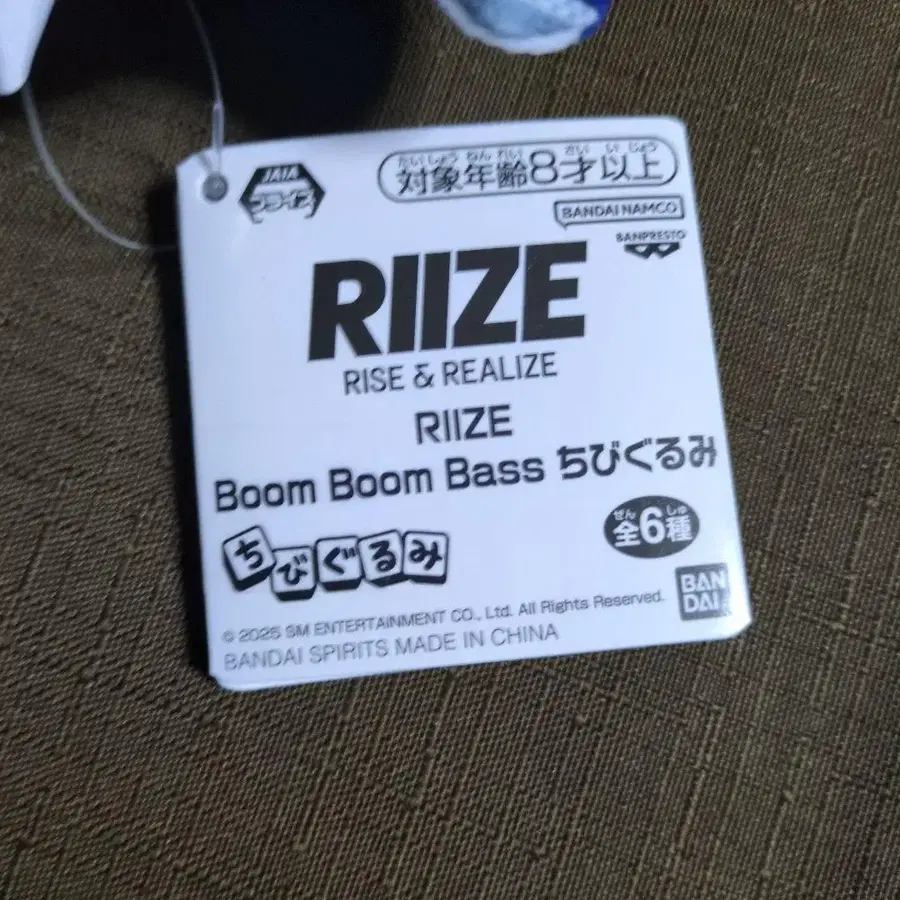 JAIA
プライズ
たいしょう ねん れい さい い じょう
対象年齢8才以上
BANDAI NAMCO
BANPRESTO
RIIZE
RISE & REALIZE
RIIZE
Boom Boom Bass ちびぐるみ
ぜん しゅ
全6種
ちびぐるみ
© 2025 SM ENTERTAINMENT CO., Ltd. All Rights Reserved.
BANDAI SPIRITS MADE IN CHINA
BAN
DAI